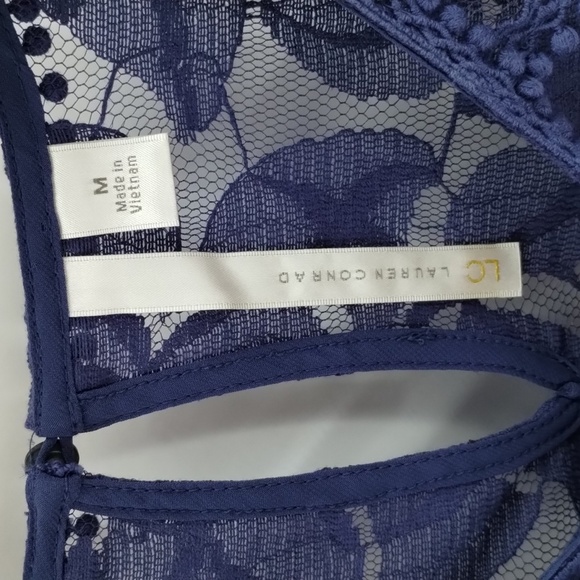 M
Made in
Vietnam
LC
LAUREN CONRAD